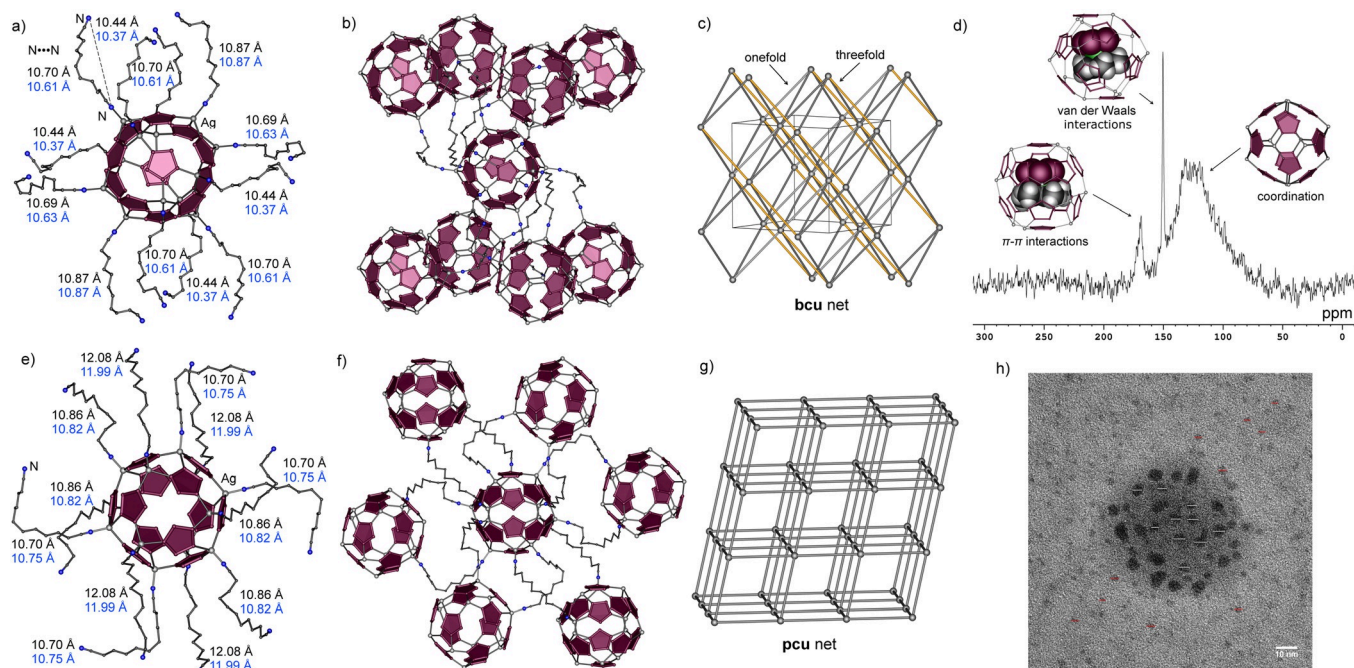 a)
N
10.44 Å
10.37 Å
N•••N
10.70 Å
10.61 Å
10.70 Å
10.61 Å
10.87 Å
10.87 Å
N
Ag
10.44 Å
10.37 Å
10.69 Å
10.63 Å
10.69 Å
10.63 Å
10.44 Å
10.37 Å
10.87 Å
10.87 Å
10.70 Å
10.61 Å
10.44 Å
10.37 Å
10.70 Å
10.61 Å
b)
c)
onefold
threefold
bcu net
d)
van der Waals
interactions
π-π interactions
coordination
ppm
300
250
200
150
100
50
0
e)
12.08 Å
11.99 Å
10.70 Å
10.75 Å
10.86 Å
10.82 Å
12.08 Å
11.99 Å
N
Ag
10.70 Å
10.75 Å
10.86 Å
10.82 Å
10.86 Å
10.82 Å
10.70 Å
10.75 Å
12.08 Å
11.99 Å
10.86 Å
10.82 Å
10.70 Å
10.75 Å
12.08 Å
11.99 Å
f)
g)
pcu net
h)
10 nm